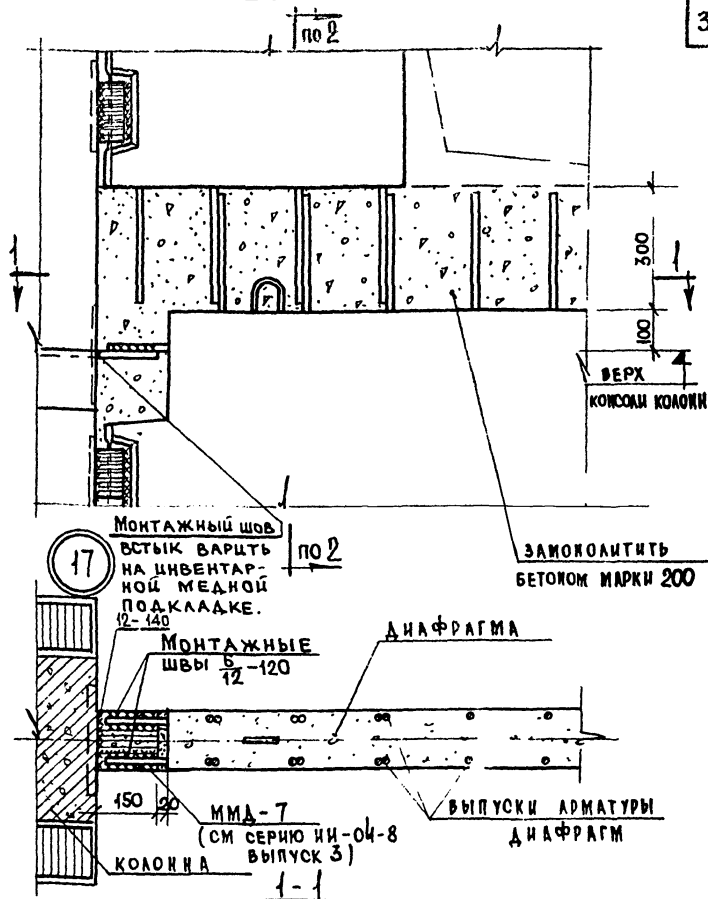 по 2
3
1
1
300
100
ВЕРХ
КОНСОЛИ КОЛОНН
17
МОНТАЖНЫЙ ШОВ
ВСТЫК ВАРИТЬ
НА ИНВЕНТАР-
НОЙ МЕДНОЙ
ПОДКЛАДКЕ.
по 2
ЗАМОНОЛИТИТЬ
БЕТОНОМ МАРКИ 200
12-140
МОНТАЖНЫЕ
ШВЫ 6/12-120
ДИАФРАГМА
150
20
ММД-7
(СМ СЕРИЮ ИИ-04-8
ВЫПУСК 3)
ВЫПУСКИ АРМАТУРЫ
ДИАФРАГМ
КОЛОННА
1-1